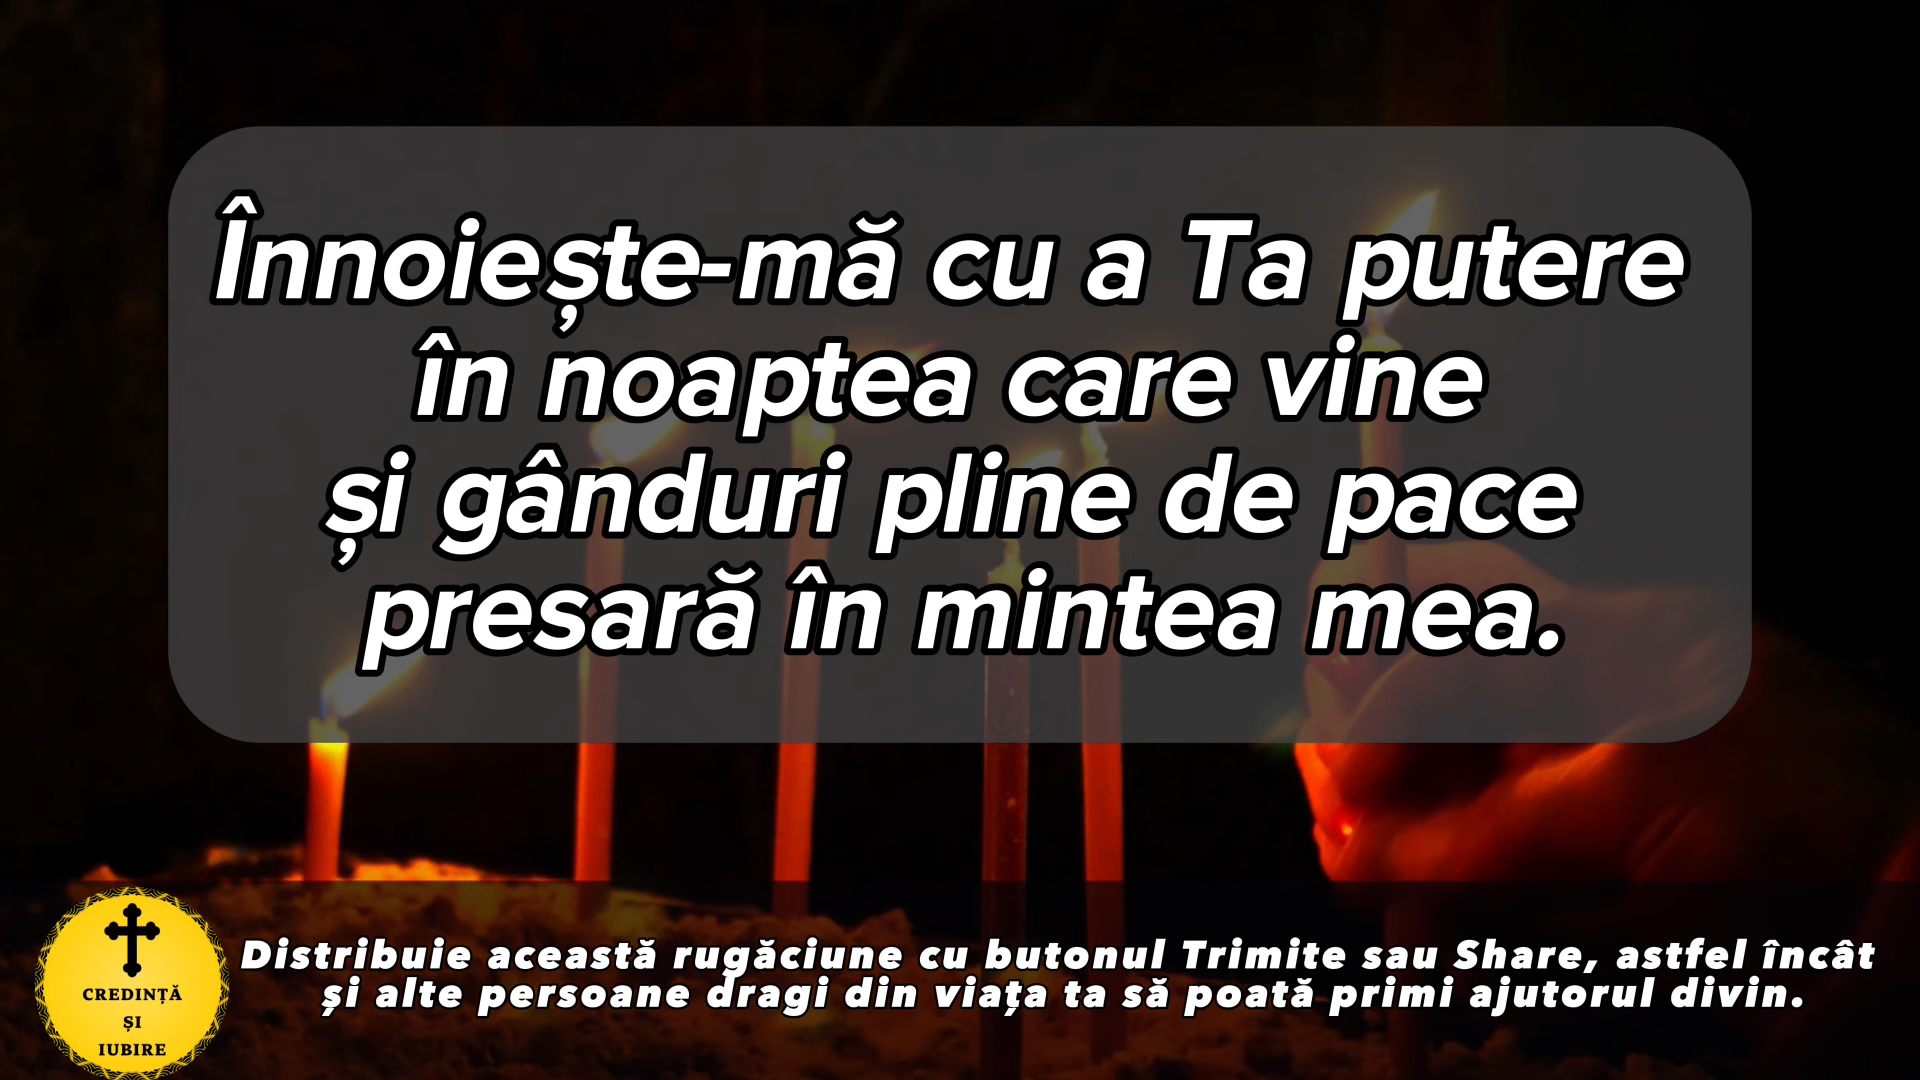 Înnoiește-mă cu a Ta putere
în noaptea care vine
și gânduri pline de pace
presară în mintea mea.
Distribuie această rugăciune cu butonul Trimite sau Share, astfel încât
și alte persoane dragi din viața ta să poată primi ajutorul divin.
CREDINȚĂ
ȘI
IUBIRE